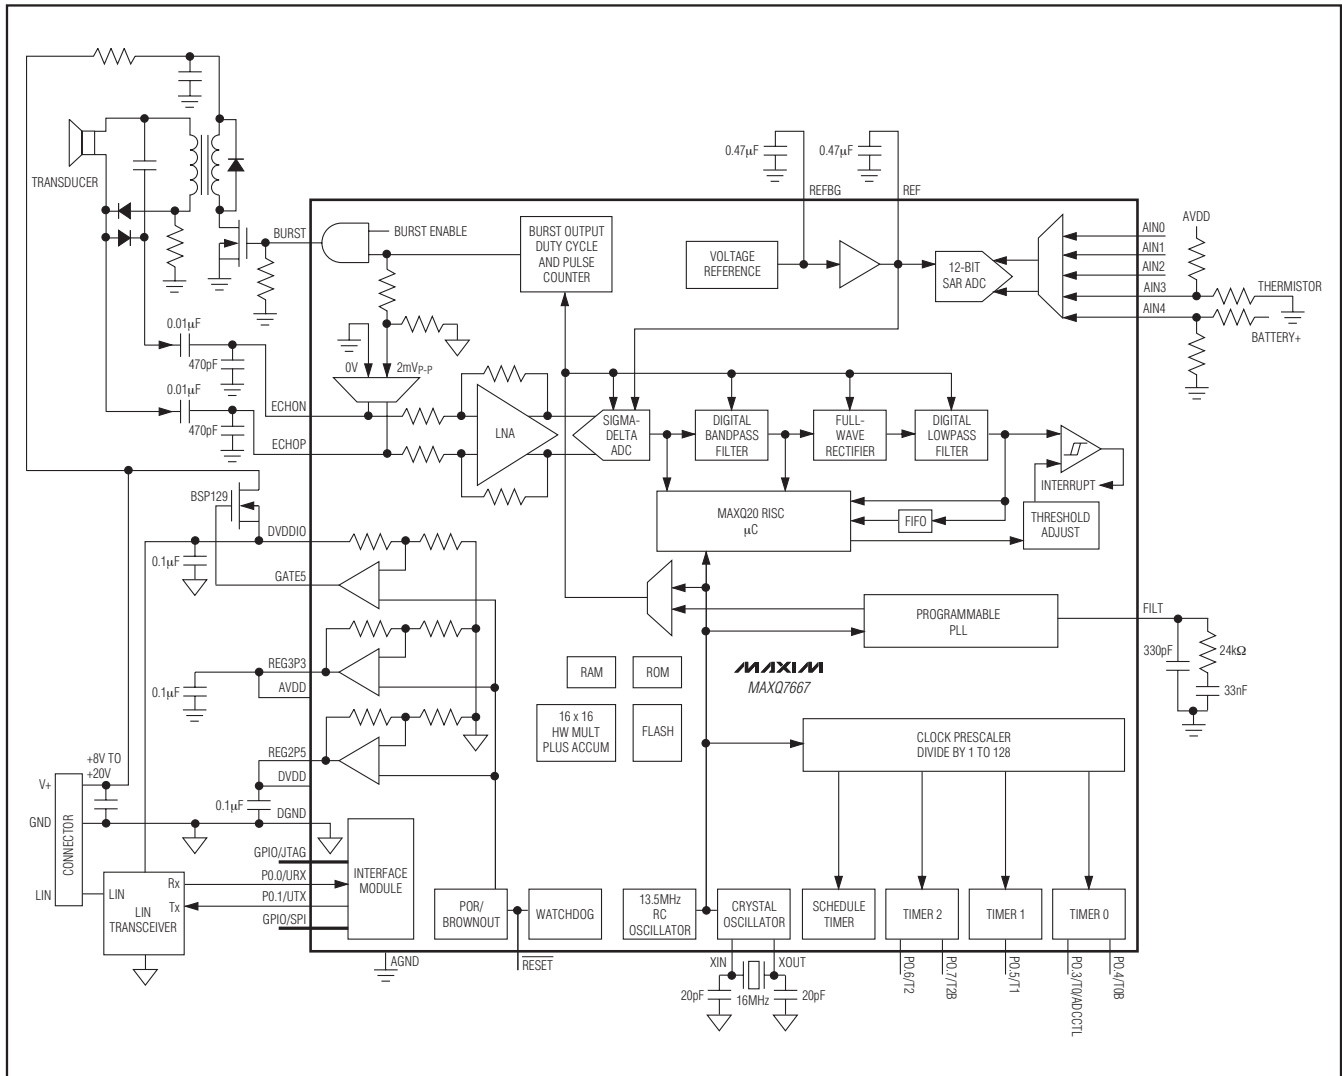 TRANSDUCER
0.47µF
0.47µF
REFBG
REF
BURST
BURST ENABLE
BURST OUTPUT
DUTY CYCLE
AND PULSE
COUNTER
VOLTAGE
REFERENCE
12-BIT
SAR ADC
AIN0
AIN1
AIN2
AIN3
AIN4
AVDD
THERMISTOR
BATTERY+
0.01µF
470pF
0.01µF
470pF
0V
2mVP-P
ECHON
ECHOP
LNA
SIGMA-
DELTA
ADC
DIGITAL
BANDPASS
FILTER
FULL-
WAVE
RECTIFIER
DIGITAL
LOWPASS
FILTER
INTERRUPT
MAXQ20 RISC
µC
FIFO
THRESHOLD
ADJUST
BSP129
DVDDIO
0.1µF
GATE5
REG3P3
AVDD
0.1µF
REG2P5
DVDD
0.1µF
DGND
PROGRAMMABLE
PLL
FILT
330pF
24kΩ
33nF
MAXIM
MAXQ7667
RAM
ROM
16 x 16
HW MULT
PLUS ACCUM
FLASH
CLOCK PRESCALER
DIVIDE BY 1 TO 128
+8V TO
+20V
V+
GND
LIN
CONNECTOR
LIN
Rx
Tx
LIN
TRANSCEIVER
GPIO/JTAG
P0.0/URX
P0.1/UTX
GPIO/SPI
INTERFACE
MODULE
AGND
POR/
BROWNOUT
WATCHDOG
RESET
13.5MHz
RC
OSCILLATOR
CRYSTAL
OSCILLATOR
SCHEDULE
TIMER
TIMER 2
TIMER 1
TIMER 0
XIN
XOUT
20pF
16MHz
20pF
P0.6/T2
P0.7/T2B
P0.5/T1
P0.3/T0/ADCCTL
P0.4/T0B